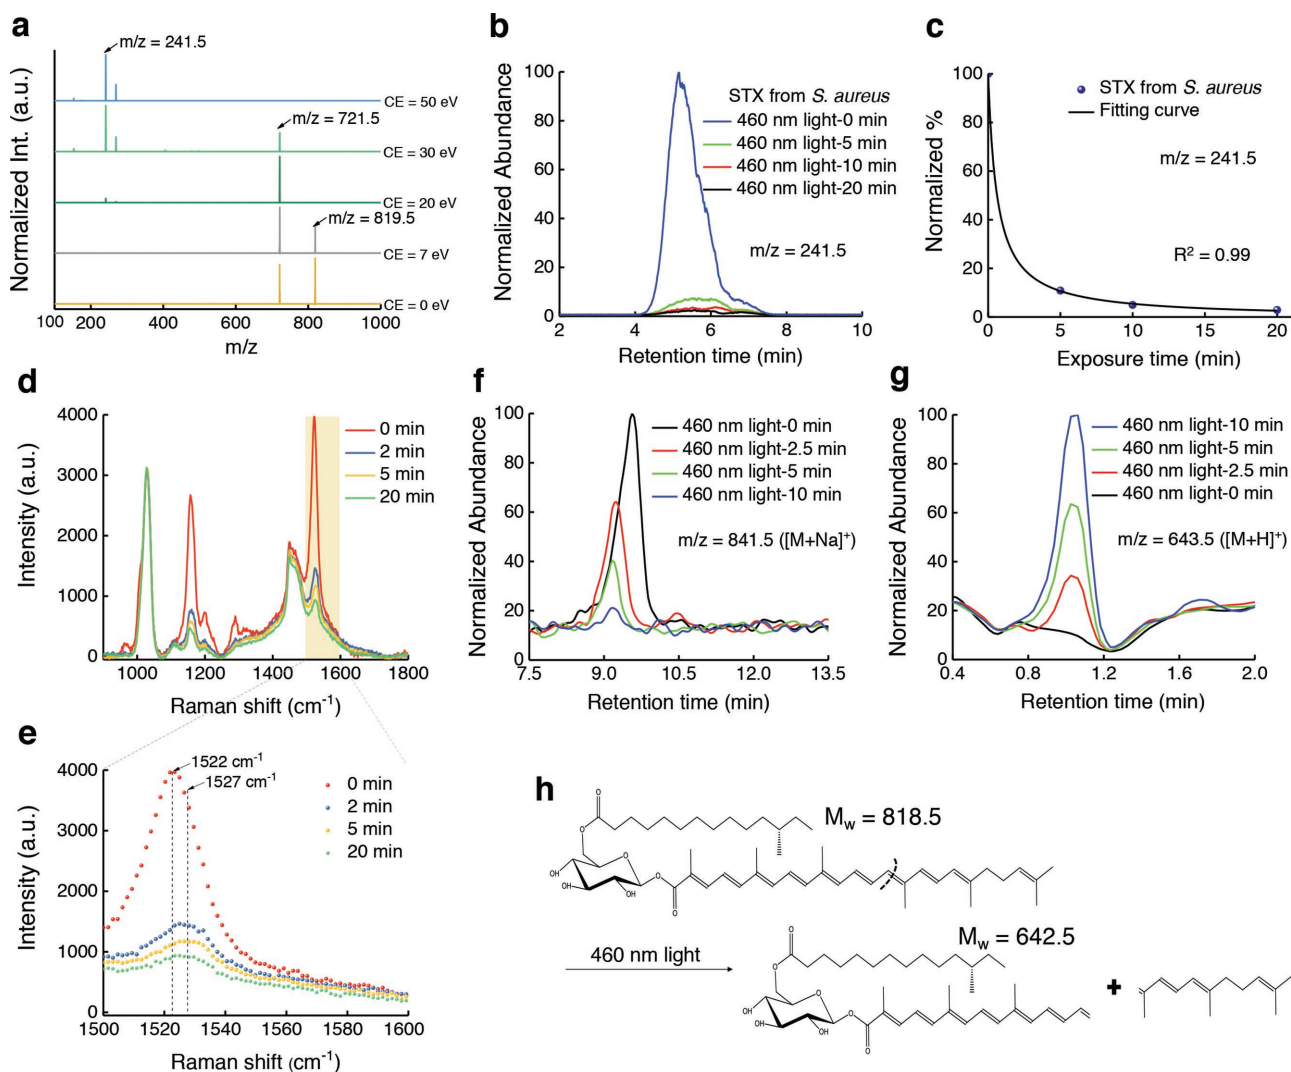 a
Normalized Int. (a.u.)
m/z = 241.5
CE = 50 eV
m/z = 721.5
CE = 30 eV
CE = 20 eV
m/z = 819.5
CE = 7 eV
CE = 0 eV
100 200 400 600 800 1000
m/z
b
Normalized Abundance
100
80
60
40
20
0
STX from S. aureus
460 nm light-0 min
460 nm light-5 min
460 nm light-10 min
460 nm light-20 min
m/z = 241.5
2 4 6 8 10
Retention time (min)
c
Normalized %
100
80
60
40
20
0
STX from S. aureus
Fitting curve
m/z = 241.5
R² = 0.99
0 5 10 15 20
Exposure time (min)
d
Intensity (a.u.)
4000
3000
2000
1000
0
0 min
2 min
5 min
20 min
1000 1200 1400 1600 1800
Raman shift (cm⁻¹)
f
Normalized Abundance
100
80
60
40
20
0
460 nm light-0 min
460 nm light-2.5 min
460 nm light-5 min
460 nm light-10 min
m/z = 841.5 ([M+Na]⁺)
7.5 9.0 10.5 12.0 13.5
Retention time (min)
g
Normalized Abundance
100
80
60
40
20
0
460 nm light-10 min
460 nm light-5 min
460 nm light-2.5 min
460 nm light-0 min
m/z = 643.5 ([M+H]⁺)
0.4 0.8 1.2 1.6 2.0
Retention time (min)
e
Intensity (a.u.)
4000
3000
2000
1000
0
1522 cm⁻¹
1527 cm⁻¹
0 min
2 min
5 min
20 min
1500 1520 1540 1560 1580 1600
Raman shift (cm⁻¹)
h
O
Mw = 818.5
O
O
OH
HO
OH
O
O
460 nm light
Mw = 642.5
O
O
O
HO
HO
OH
O
O
+